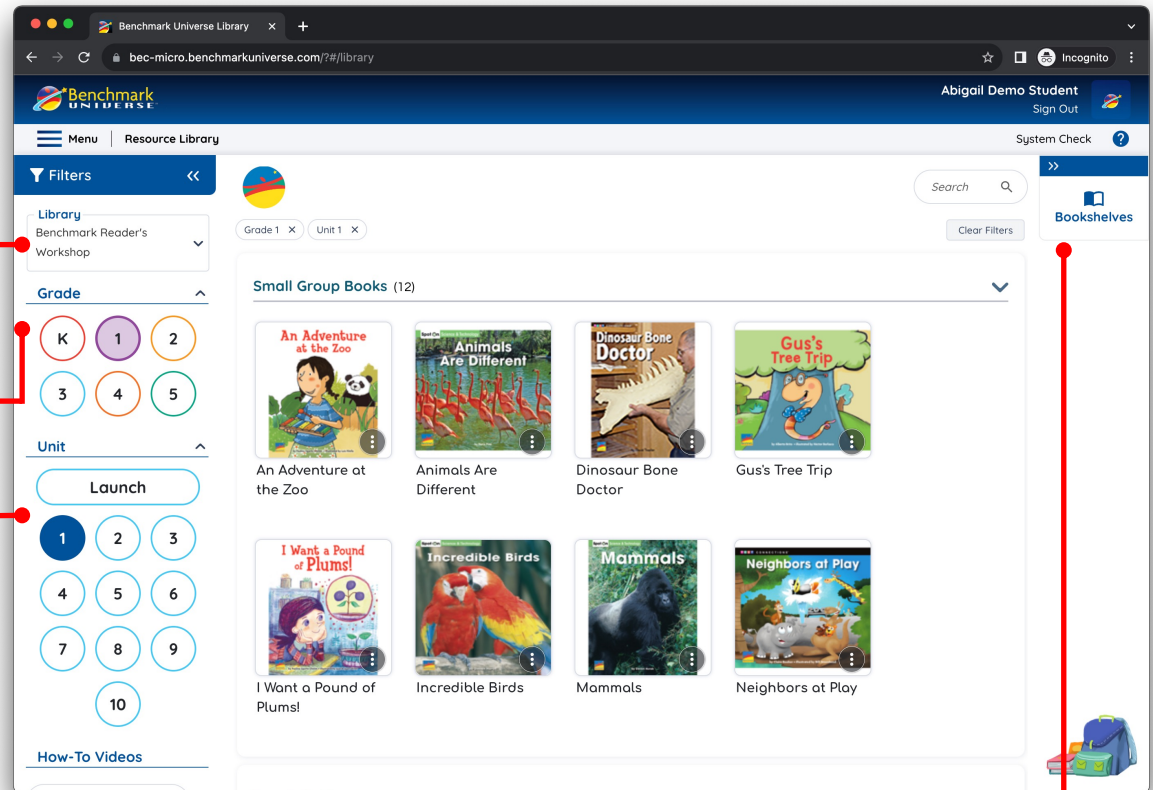 Benchmark Universe Library
bec-micro.benchmarkuniverse.com/?#/library
Incognito
Benchmark
UNIVERSE
Abigail Demo Student
Sign Out
Menu
Resource Library
System Check
?
Filters
Library
Benchmark Reader's
Workshop
Grade
K 1 2
3 4 5
Unit
Launch
1 2 3
4 5 6
7 8 9
10
How-To Videos
Search
Grade 1 ×
Unit 1 ×
Clear Filters
Small Group Books (12)
An Adventure
at the Zoo
Animals
Are Different
Dinosaur Bone
Doctor
Gus's
Tree Trip
An Adventure at
the Zoo
Animals Are
Different
Dinosaur Bone
Doctor
Gus's Tree Trip
I Want a Pound
of Plums!
Incredible Birds
Mammals
Neighbors at Play
I Want a Pound of
Plums!
Incredible Birds
Mammals
Neighbors at Play
Bookshelves